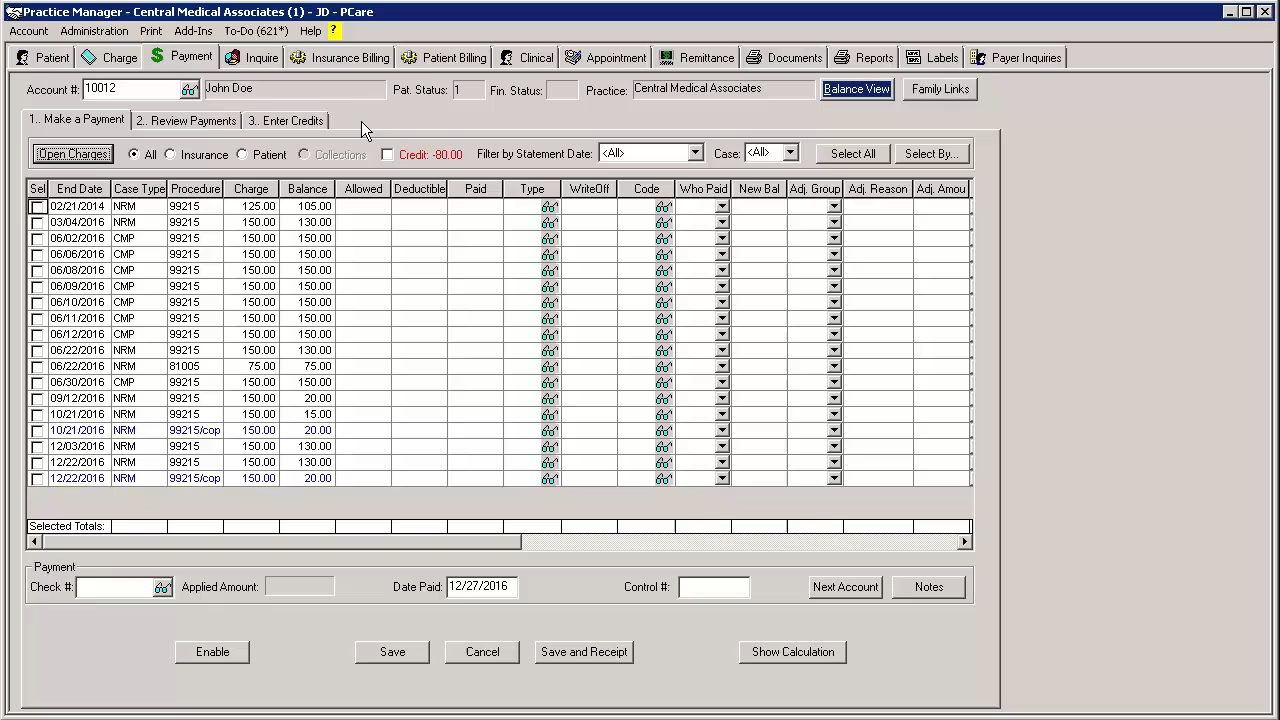 Practice Manager - Central Medical Associates (1) - JD - PCare
Account Administration Print Add-Ins To-Do (621*) Help ?
Patient Charge $ Payment Inquire Insurance Billing Patient Billing Clinical Appointment Remittance Documents Reports Labels Payer Inquiries
Account #: 10012 John Doe Pat. Status: 1 Fin. Status: Practice: Central Medical Associates Balance View Family Links
1.. Make a Payment 2.. Review Payments 3.. Enter Credits
Open Charges All Insurance Patient Collections Credit: -80.00 Filter by Statement Date: <All> Case: <All> Select All Select By...
Sel End Date Case Type Procedure Charge Balance Allowed Deductible Paid Type WriteOff Code Who Paid New Bal Adj. Group Adj. Reason Adj. Amou
02/21/2014 NRM 99215 125.00 105.00
03/04/2016 NRM 99215 150.00 130.00
06/02/2016 CMP 99215 150.00 150.00
06/06/2016 CMP 99215 150.00 150.00
06/08/2016 CMP 99215 150.00 150.00
06/09/2016 CMP 99215 150.00 150.00
06/10/2016 CMP 99215 150.00 150.00
06/11/2016 CMP 99215 150.00 150.00
06/12/2016 CMP 99215 150.00 150.00
06/22/2016 NRM 99215 150.00 130.00
06/22/2016 NRM 81005 75.00 75.00
06/30/2016 CMP 99215 150.00 150.00
09/12/2016 NRM 99215 150.00 20.00
10/21/2016 NRM 99215 150.00 15.00
10/21/2016 NRM 99215/cop 150.00 20.00
12/03/2016 NRM 99215 150.00 130.00
12/22/2016 NRM 99215 150.00 130.00
12/22/2016 NRM 99215/cop 150.00 20.00
Selected Totals:
Payment
Check #: Applied Amount: Date Paid: 12/27/2016 Control #: Next Account Notes
Enable Save Cancel Save and Receipt Show Calculation